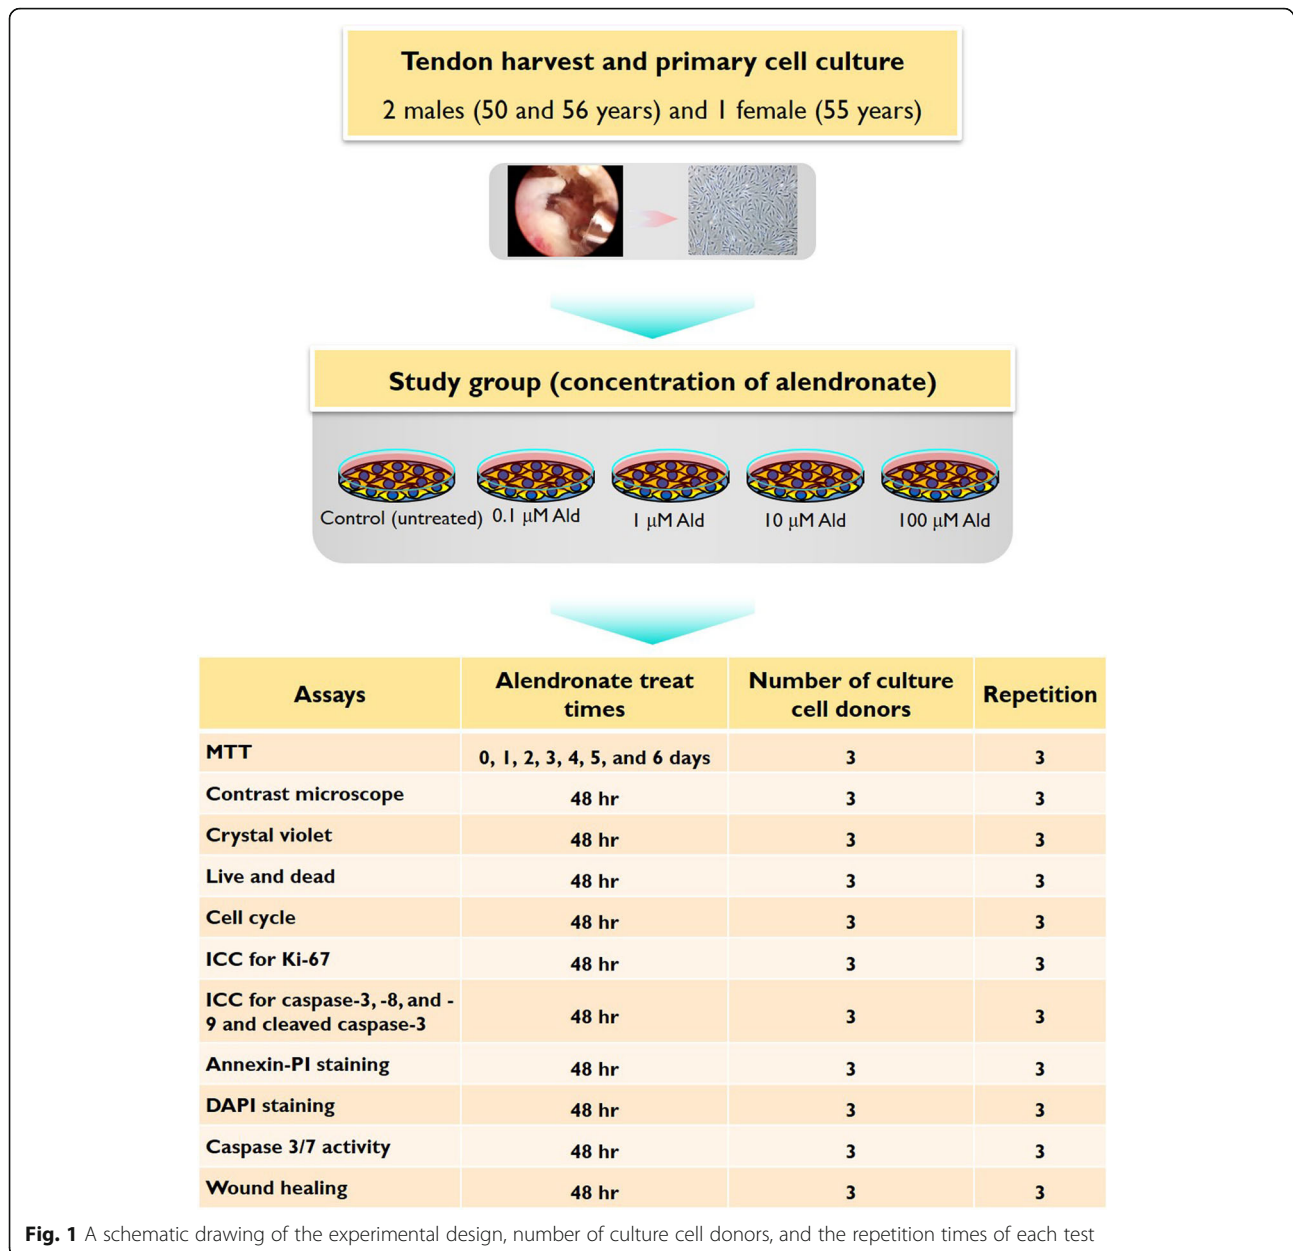 Tendon harvest and primary cell culture
2 males (50 and 56 years) and 1 female (55 years)
Study group (concentration of alendronate)
Control (untreated) 0.1 μM Ald 1 μM Ald 10 μM Ald 100 μM Ald
Assays Alendronate treat times Number of culture cell donors Repetition
MTT 0, 1, 2, 3, 4, 5, and 6 days 3 3
Contrast microscope 48 hr 3 3
Crystal violet 48 hr 3 3
Live and dead 48 hr 3 3
Cell cycle 48 hr 3 3
ICC for Ki-67 48 hr 3 3
ICC for caspase-3, -8, and -
9 and cleaved caspase-3 48 hr 3 3
Annexin-PI staining 48 hr 3 3
DAPI staining 48 hr 3 3
Caspase 3/7 activity 48 hr 3 3
Wound healing 48 hr 3 3
Fig. 1 A schematic drawing of the experimental design, number of culture cell donors, and the repetition times of each test